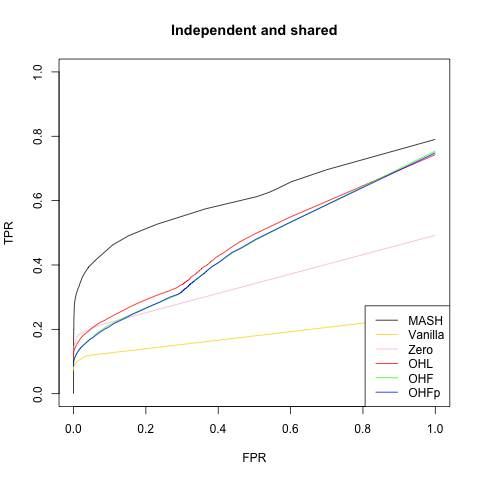 Independent and shared
TPR
1.0
0.8
0.6
0.4
0.2
0.0
MASH
Vanilla
Zero
OHL
OHF
OHFp
0.0 0.2 0.4 0.6 0.8 1.0
FPR